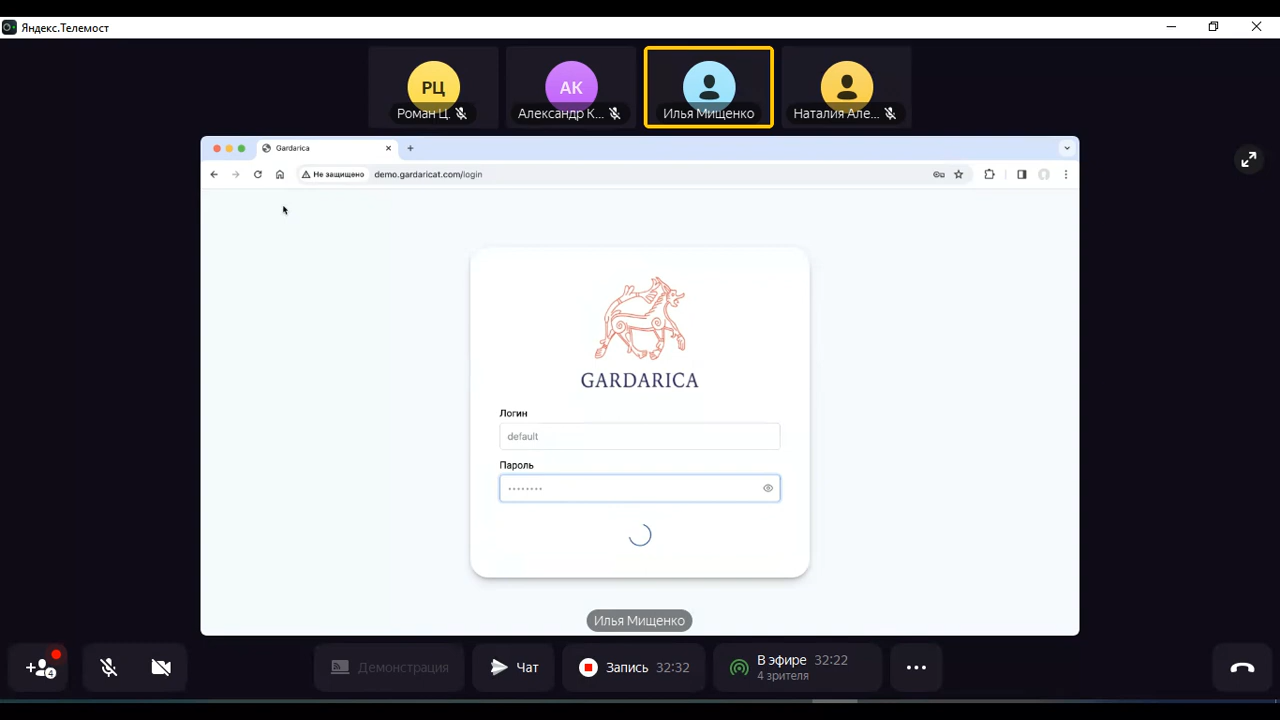 Яндекс.Телемост
РЦ
АК
Роман Ц.
Александр К...
Илья Мищенко
Наталия Але...
Gardarica
Не защищено
demo.gardaricat.com/login
GARDARICA
Логин
default
Пароль
Илья Мищенко
4
Демонстрация
Чат
Запись 32:32
В эфире 32:22
4 зрителя